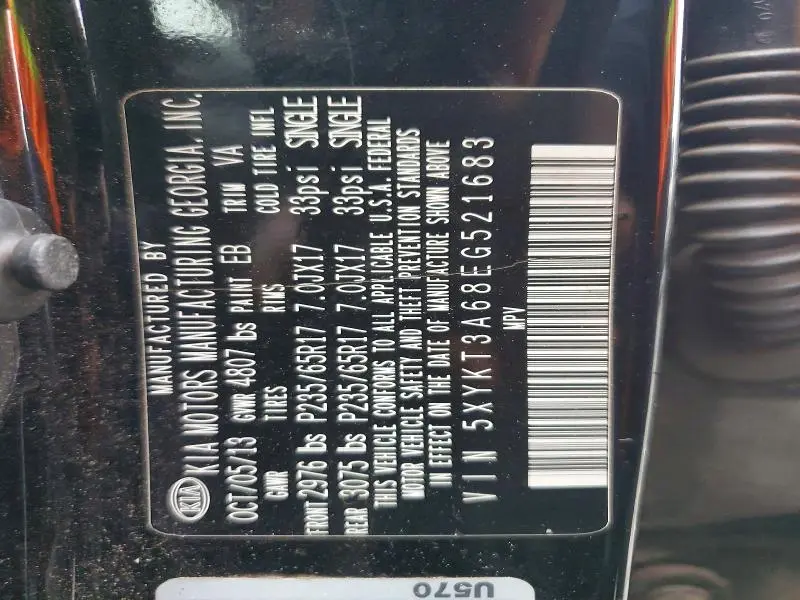 MANUFACTURED BY
KIA KIA MOTORS MANUFACTURING GEORGIA, INC.
OCT/05/13 GVWR 4807 lbs PAINT EB TRIM VA
GAWR TIRES RIMS COLD TIRE INFL
FRONT 2976 lbs P235/65R17 7.0JX17 33psi SINGLE
REAR 3075 lbs P235/65R17 7.0JX17 33psi SINGLE
THIS VEHICLE CONFORMS TO ALL APPLICABLE U.S.A. FEDERAL
MOTOR VEHICLE SAFETY AND THEFT PREVENTION STANDARDS
IN EFFECT ON THE DATE OF MANUFACTURE SHOWN ABOVE
VIN 5XYKT3A68EG521683
MPV
U570